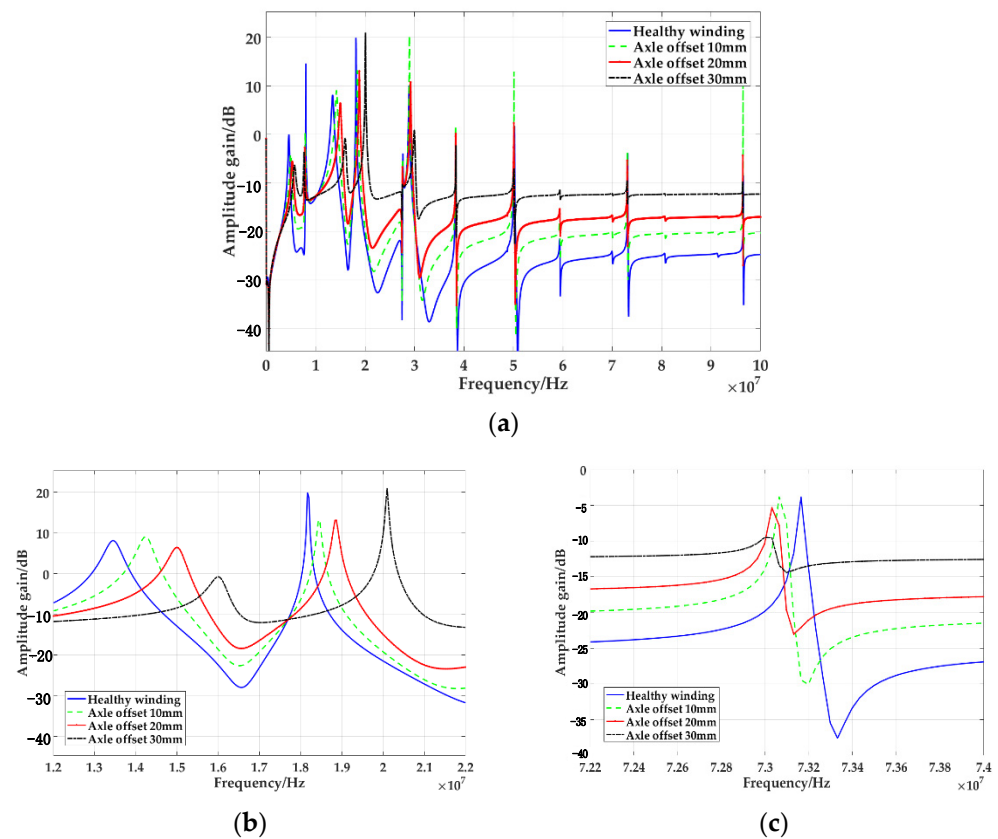 (a)
Amplitude gain/dB
20
10
0
−10
−20
−30
−40
Healthy winding
Axle offset 10mm
Axle offset 20mm
Axle offset 30mm
0 1 2 3 4 5 6 7 8 9 10
Frequency/Hz
×10⁷
(a)
Amplitude gain/dB
20
10
0
−10
−20
−30
−40
Healthy winding
Axle offset 10mm
Axle offset 20mm
Axle offset 30mm
1.2 1.3 1.4 1.5 1.6 1.7 1.8 1.9 2 2.1 2.2
Frequency/Hz
×10⁷
(b)
Amplitude gain/dB
0
−5
−10
−15
−20
−25
−30
−35
−40
Healthy winding
Axle offset 10mm
Axle offset 20mm
Axle offset 30mm
7.22 7.24 7.26 7.28 7.3 7.32 7.34 7.36 7.38 7.4
Frequency/Hz
×10⁷
(c)